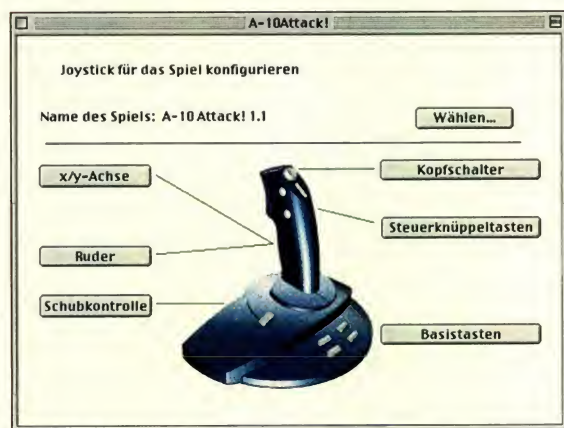 A-10Attack!
Joystick für das Spiel konfigurieren
Name des Spiels: A-10 Attack! 1.1
Wählen...
x/y-Achse
Kopfschalter
Steuerknüppeltasten
Ruder
Schubkontrolle
Basistasten